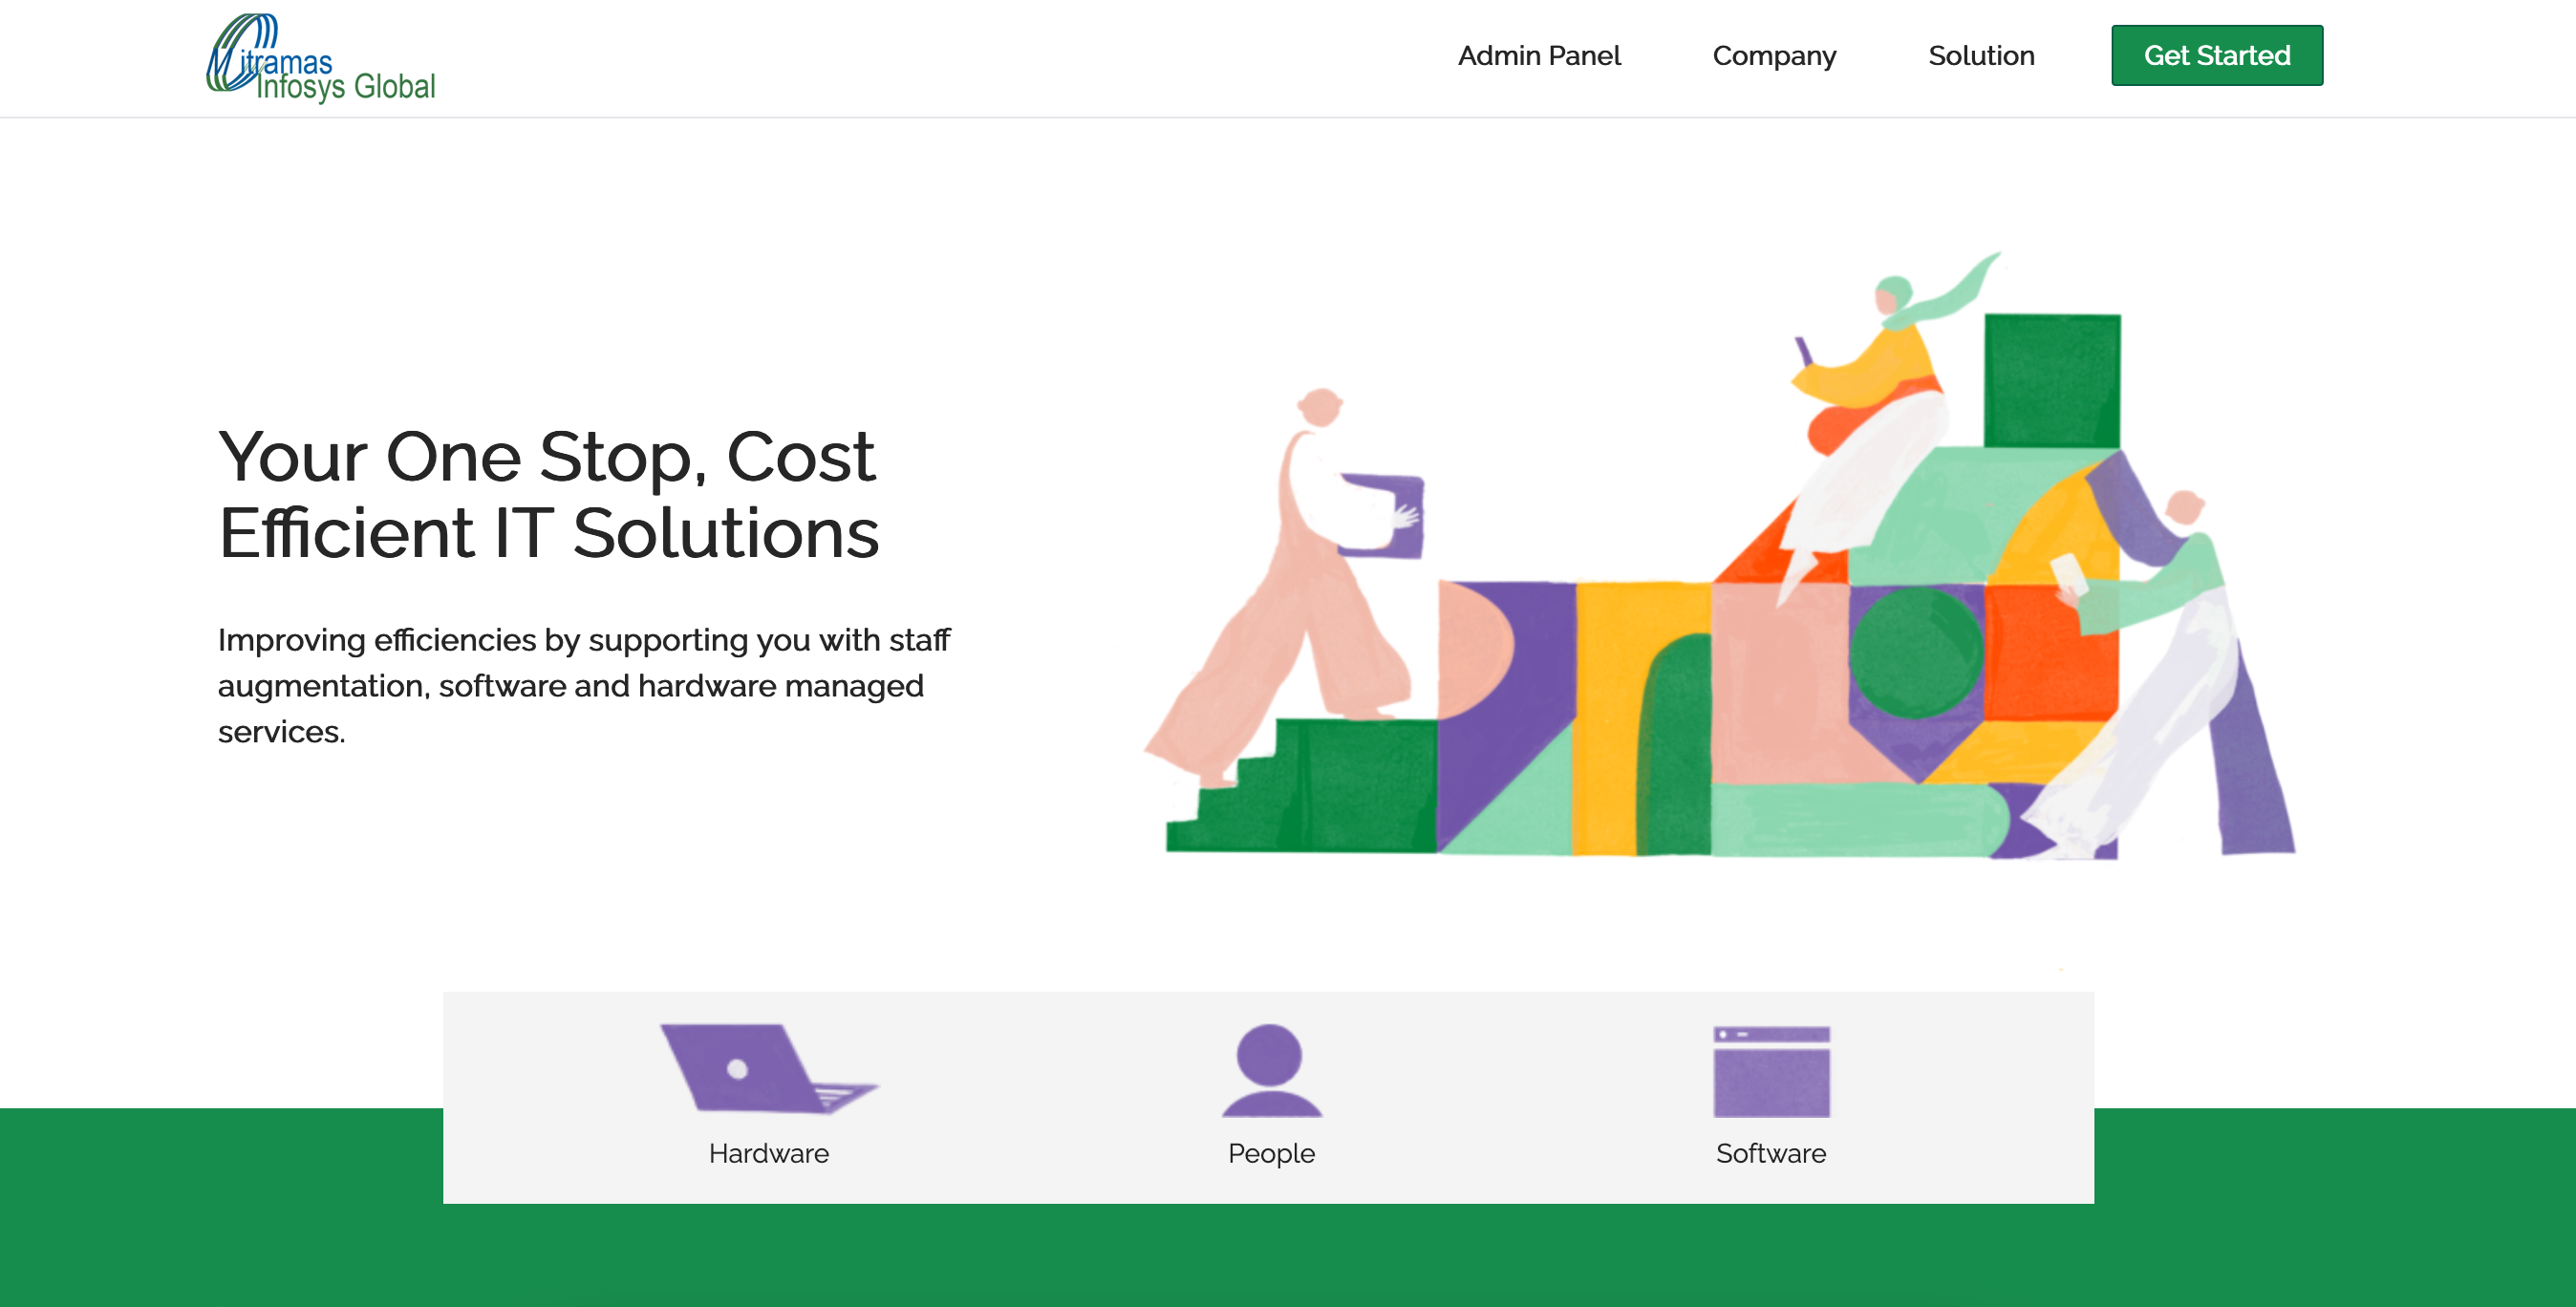 Mitramas
Infosys Global
Admin Panel
Company
Solution
Get Started
Your One Stop, Cost
Efficient IT Solutions
Improving efficiencies by supporting you with staff
augmentation, software and hardware managed
services.
Hardware
People
Software